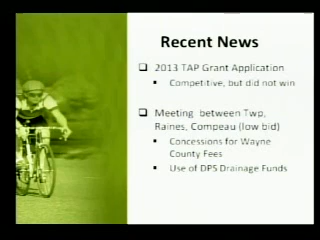 Recent News
2013 TAP Grant Application
Competitive, but did not win
Meeting between Twp,
Raines, Compeau (low bid)
Concessions for Wayne
County Fees
Use of DPS Drainage Funds